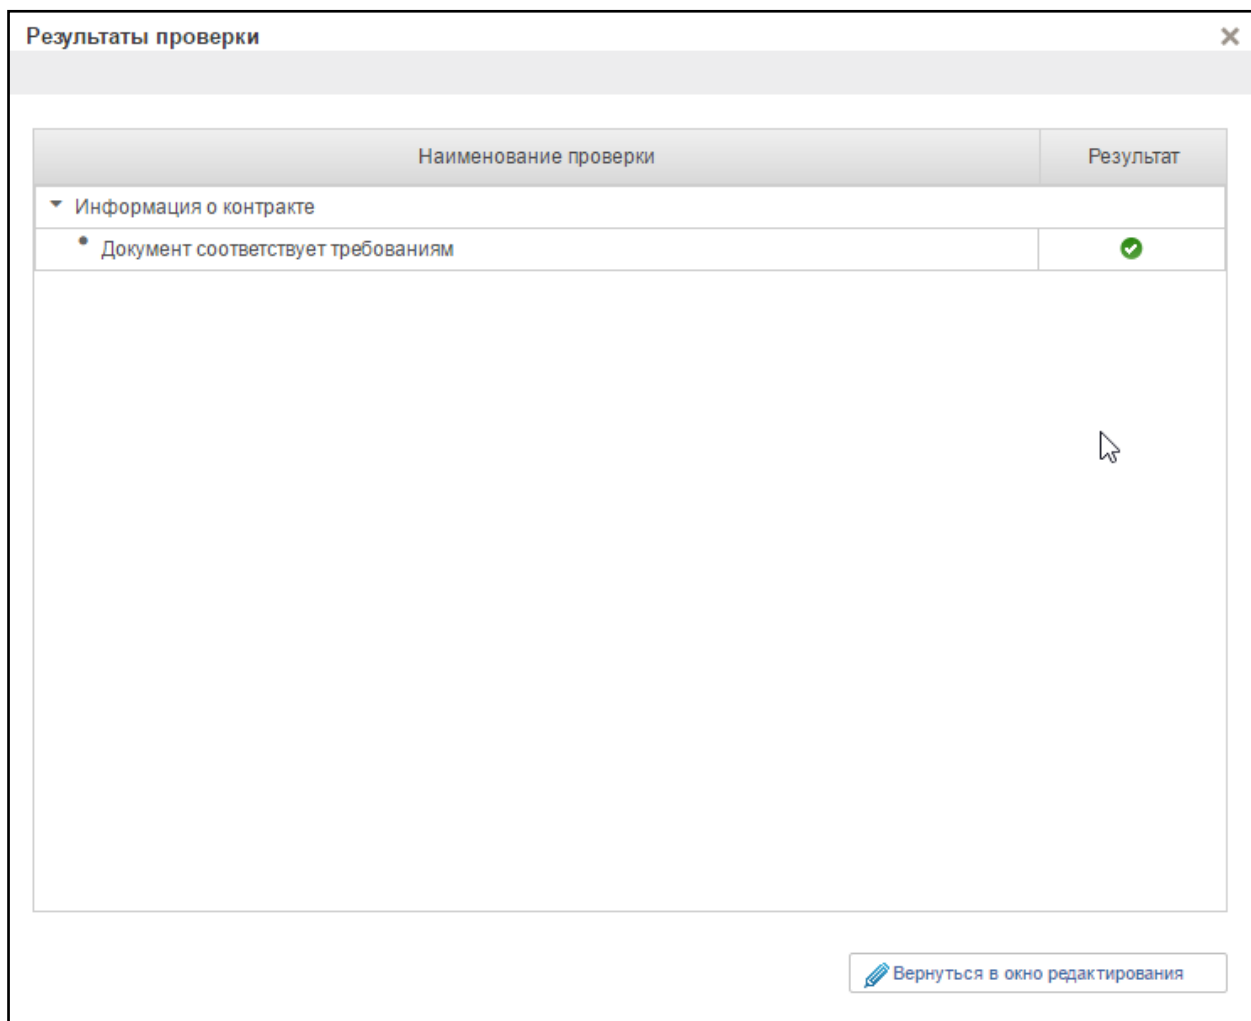 Результаты проверки
Наименование проверки
Результат
Информация о контракте
Документ соответствует требованиям
Вернуться в окно редактирования